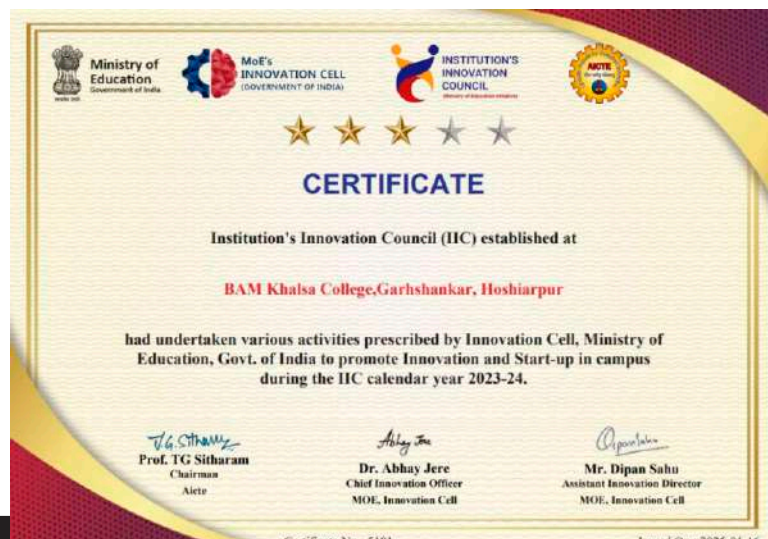 Ministry of
Education
Government of India
MoE's
INNOVATION CELL
(GOVERNMENT OF INDIA)
INSTITUTION'S
INNOVATION
COUNCIL
AICTE
CERTIFICATE
Institution's Innovation Council (IIC) established at
BAM Khalsa College,Garhshankar, Hoshiarpur
had undertaken various activities prescribed by Innovation Cell, Ministry of
Education, Govt. of India to promote Innovation and Start-up in campus
during the IIC calendar year 2023-24.
Prof. TG Sitharam
Chairman
Aicte
Dr. Abhay Jere
Chief Innovation Officer
MOE, Innovation Cell
Mr. Dipan Sahu
Assistant Innovation Director
MOE, Innovation Cell